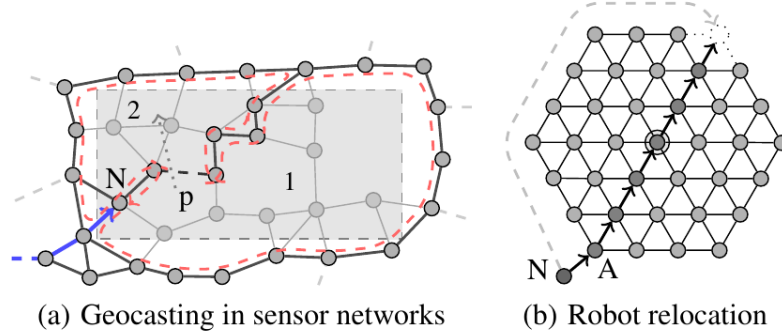 2
N
p
1
N
A
(a) Geocasting in sensor networks
(b) Robot relocation